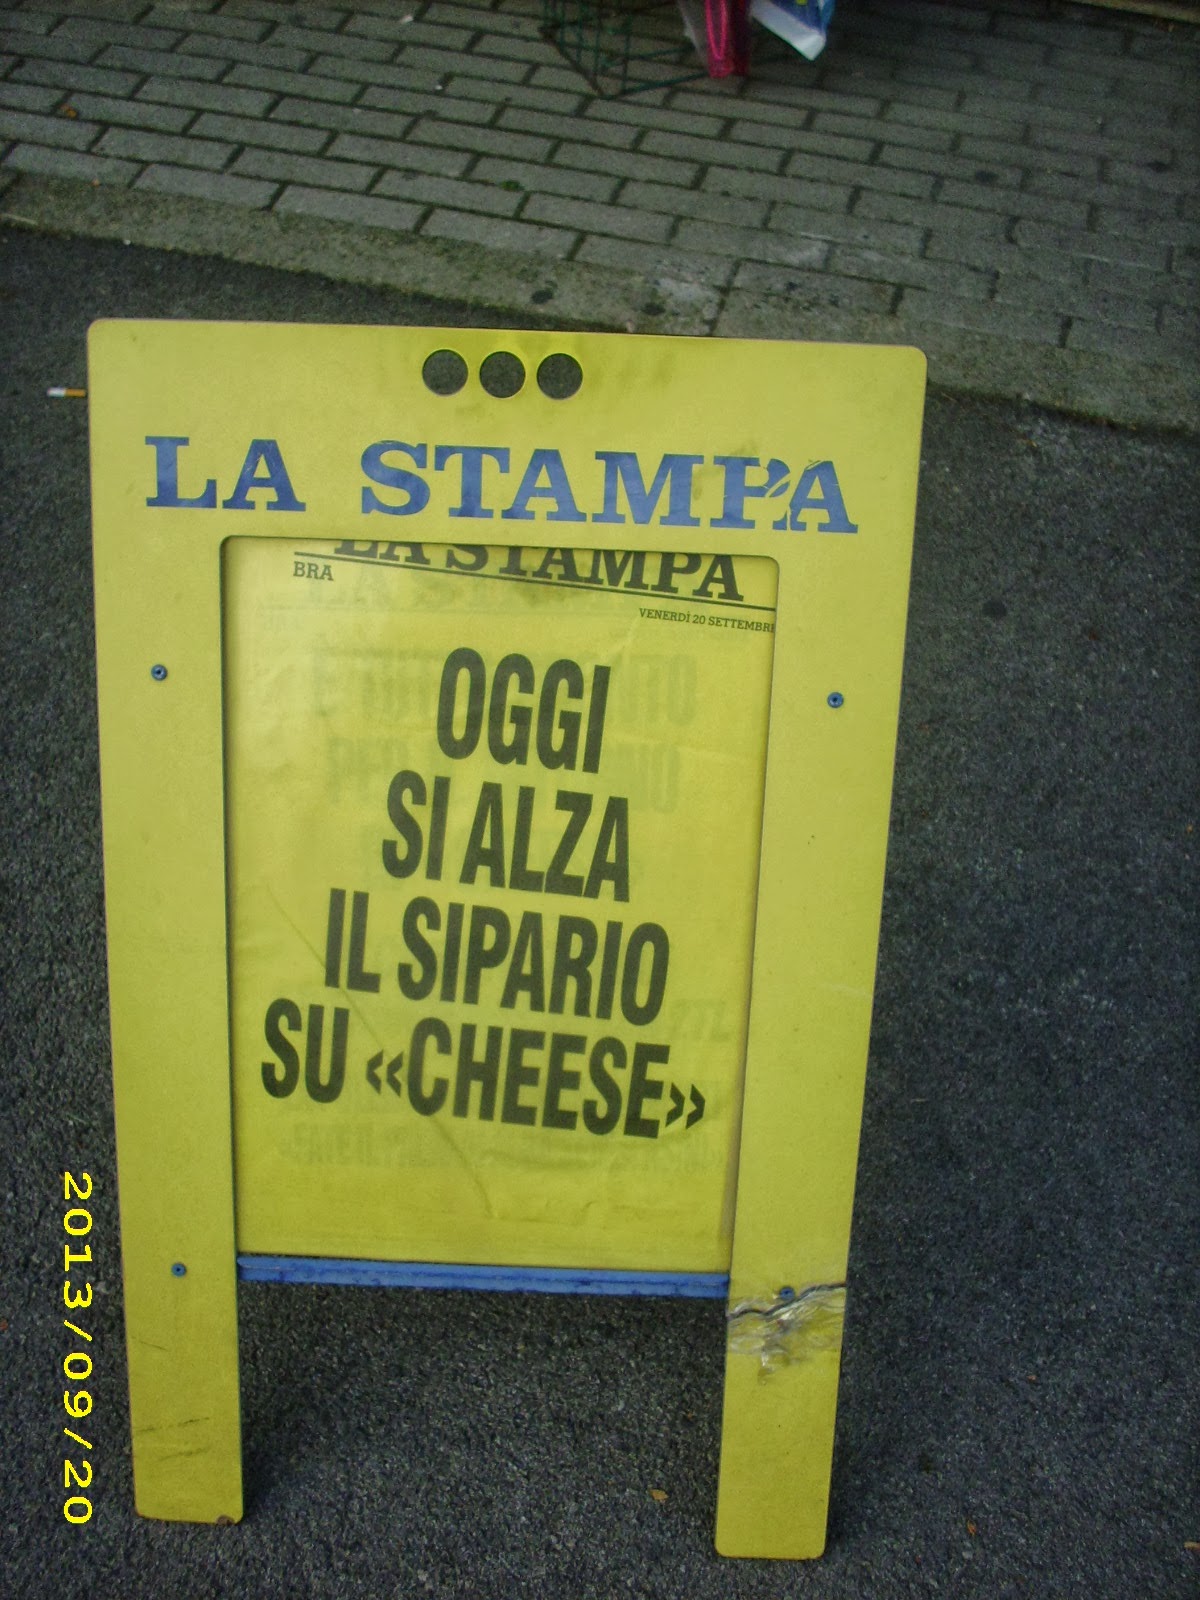 LA STAMPA
LA STAMPA
BRA
VENERDÌ 20 SETTEMBRE
OGGI
SI ALZA
IL SIPARIO
SU «CHEESE»
2013/09/20